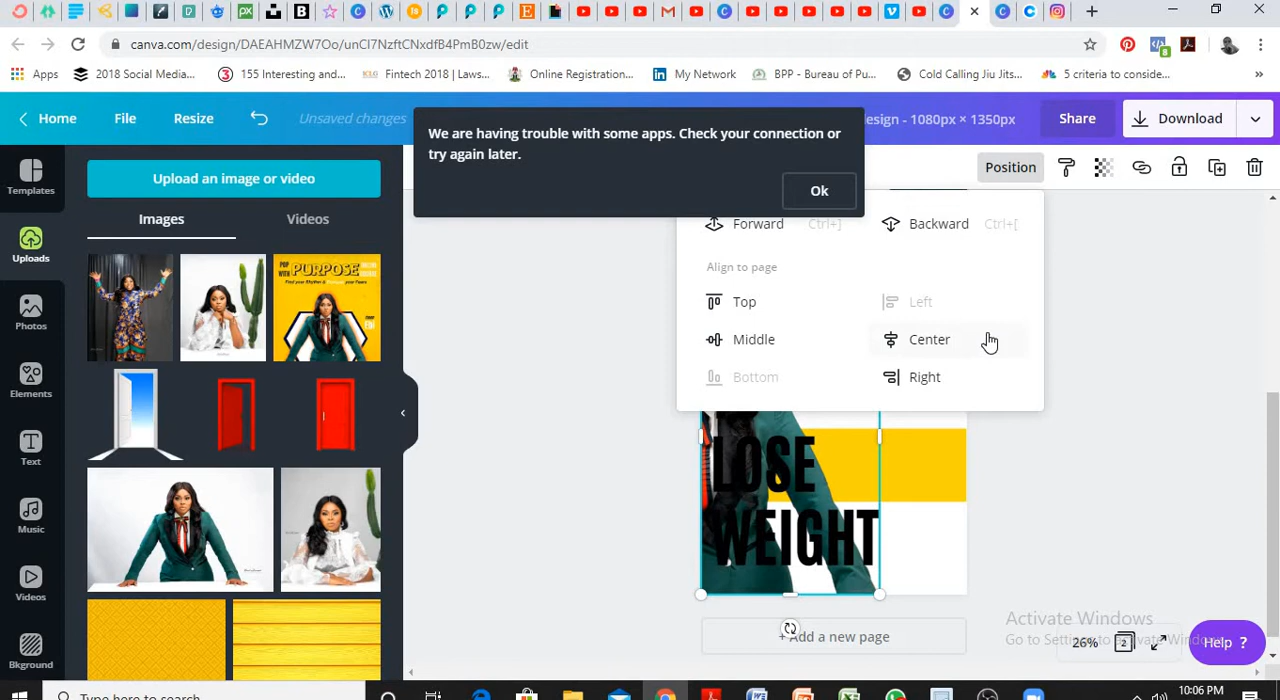 canva.com/design/DAEAHMZW7Oo/unCI7NzftCNxdfB4PmB0zw/edit
Apps
2018 Social Media...
155 Interesting and...
Fintech 2018 | Laws...
Online Registration...
My Network
BPP - Bureau of Pu...
Cold Calling Jiu Jits...
5 criteria to conside...
»
Home
File
Resize
Unsaved changes
We are having trouble with some apps. Check your connection or
try again later.
Ok
esign - 1080px × 1350px
Share
Download
Templates
Uploads
Photos
Elements
Text
Music
Videos
Bkground
Upload an image or video
Images
Videos
POP
WITH
PURPOSE
Position
Forward
Ctrl+]
Backward
Ctrl+[
Align to page
Top
Left
Middle
Center
Bottom
Right
LOSE
WEIGHT
+ Add a new page
Activate Windows
Go to Settings to activate Windows.
26%
2
Help ?
Type here to search
10:06 PM